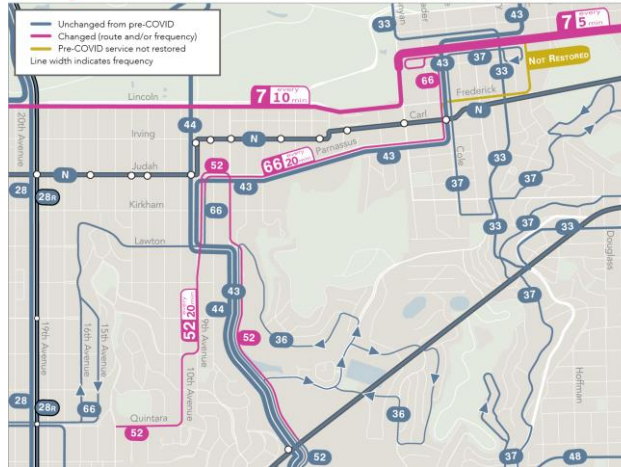 Unchanged from pre-COVID
Changed (route and/or frequency)
Pre-COVID service not restored
Line width indicates frequency
33
43
7 every 5 min
43
37
33
NOT RESTORED
66
Lincoln
7 every 10 min
Frederick
20th Avenue
44
Carl
Irving
N
N
66 every 20 min
Parnassus
43
Cole
Judah
N
52
43
37
28
28R
Kirkham
66
37
33
33
Lawton
37
Douglass
43
44
52 20
9th Avenue
52
36
19th Avenue
16th Avenue
15th Avenue
10th Avenue
Hoffman
28
28R
66
Quintara
52
36
52
37
48